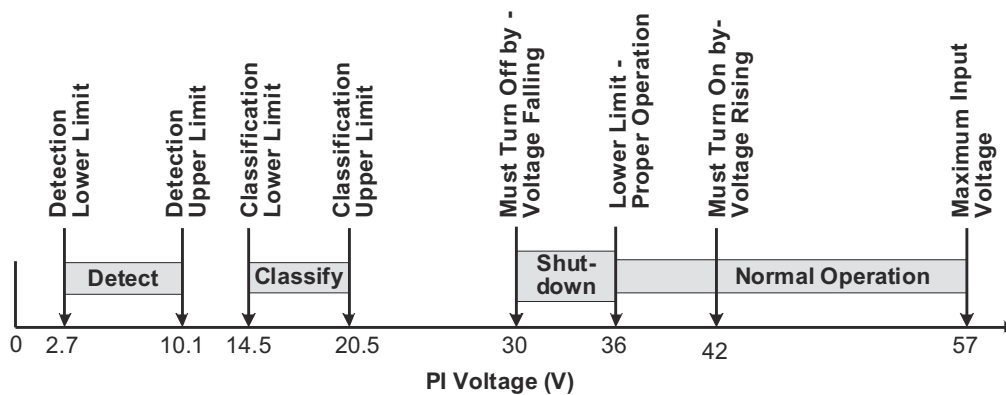 Detection
Lower Limit
Detection
Upper Limit
Classification
Lower Limit
Classification
Upper Limit
Must Turn Off by -
Voltage Falling
Lower Limit -
Proper Operation
Must Turn On by-
Voltage Rising
Maximum Input
Voltage
Detect
Classify
Shut-
down
Normal Operation
0
2.7
10.1
14.5
20.5
30
36
42
57
PI Voltage (V)